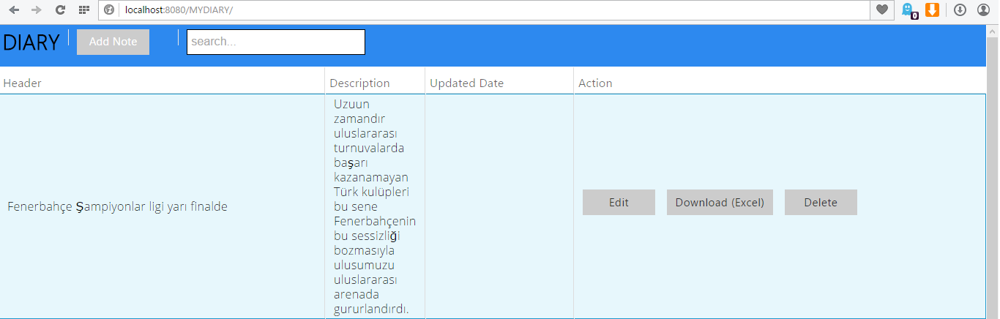 localhost:8080/MYDIARY/
0
DIARY Add Note search...
Header Description Updated Date Action
Fenerbahçe Şampiyonlar ligi yarı finalde
Uzuun
zamandır
uluslararası
turnuvalarda
başarı
kazanamayan
Türk kulüpleri
bu sene
Fenerbahçenin
bu sessizliği
bozmasıyla
ulusumuzu
uluslararası
arenada
gururlandırdı.
Edit Download (Excel) Delete